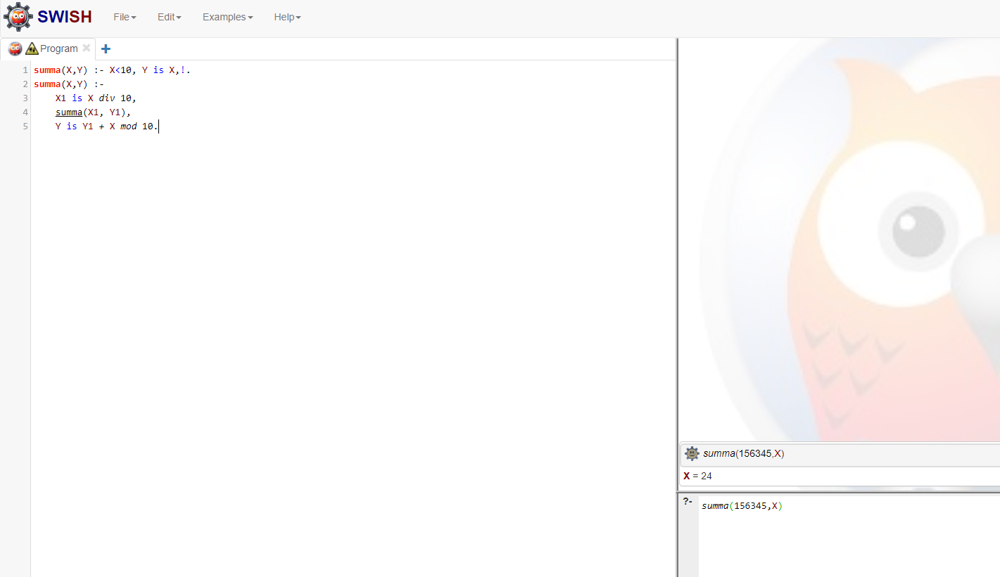 SWISH File Edit Examples Help
Program
1 summa(X,Y) :- X<10, Y is X,!.
2 summa(X,Y) :-
3 X1 is X div 10,
4 summa(X1, Y1),
5 Y is Y1 + X mod 10.
summa(156345,X)
X = 24
?- summa(156345,X)